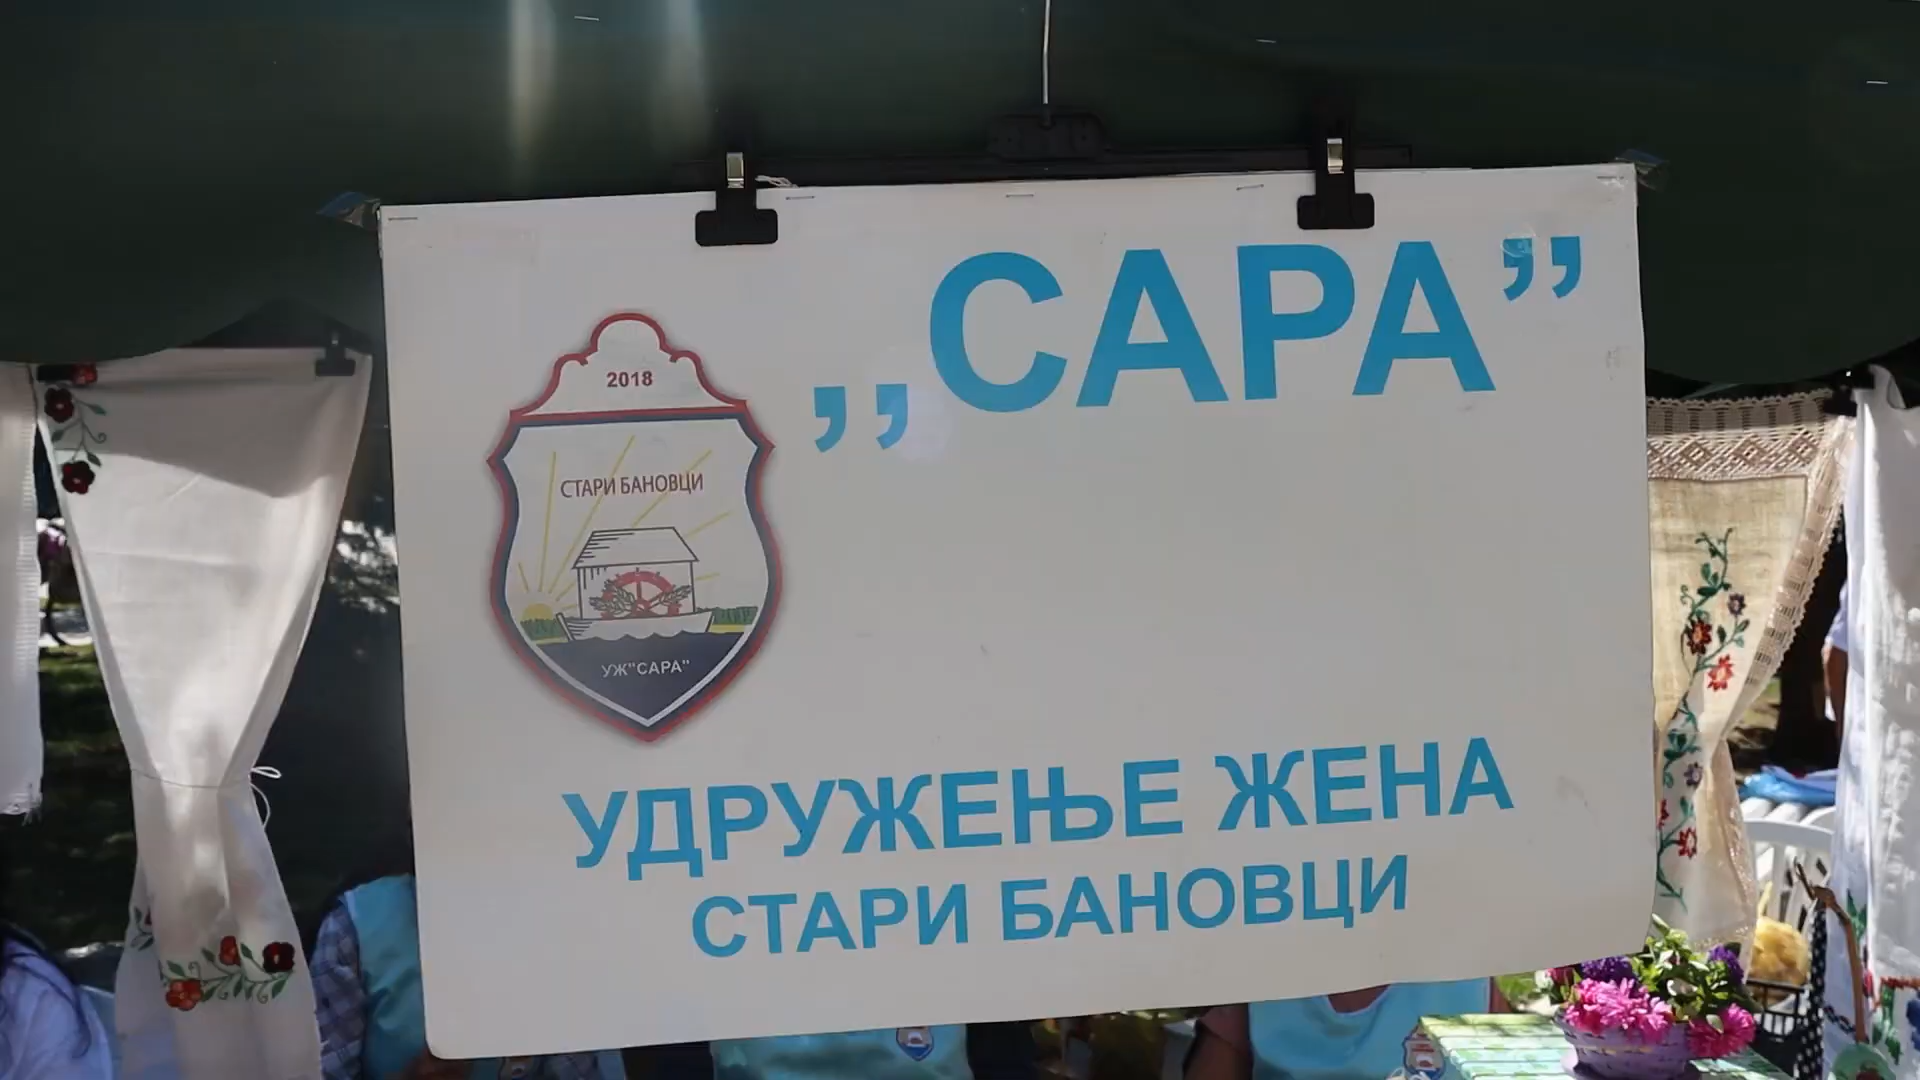 ,,САРА”
2018
СТАРИ БАНОВЦИ
УЖ"САРА"
УДРУЖЕЊЕ ЖЕНА
СТАРИ БАНОВЦИ